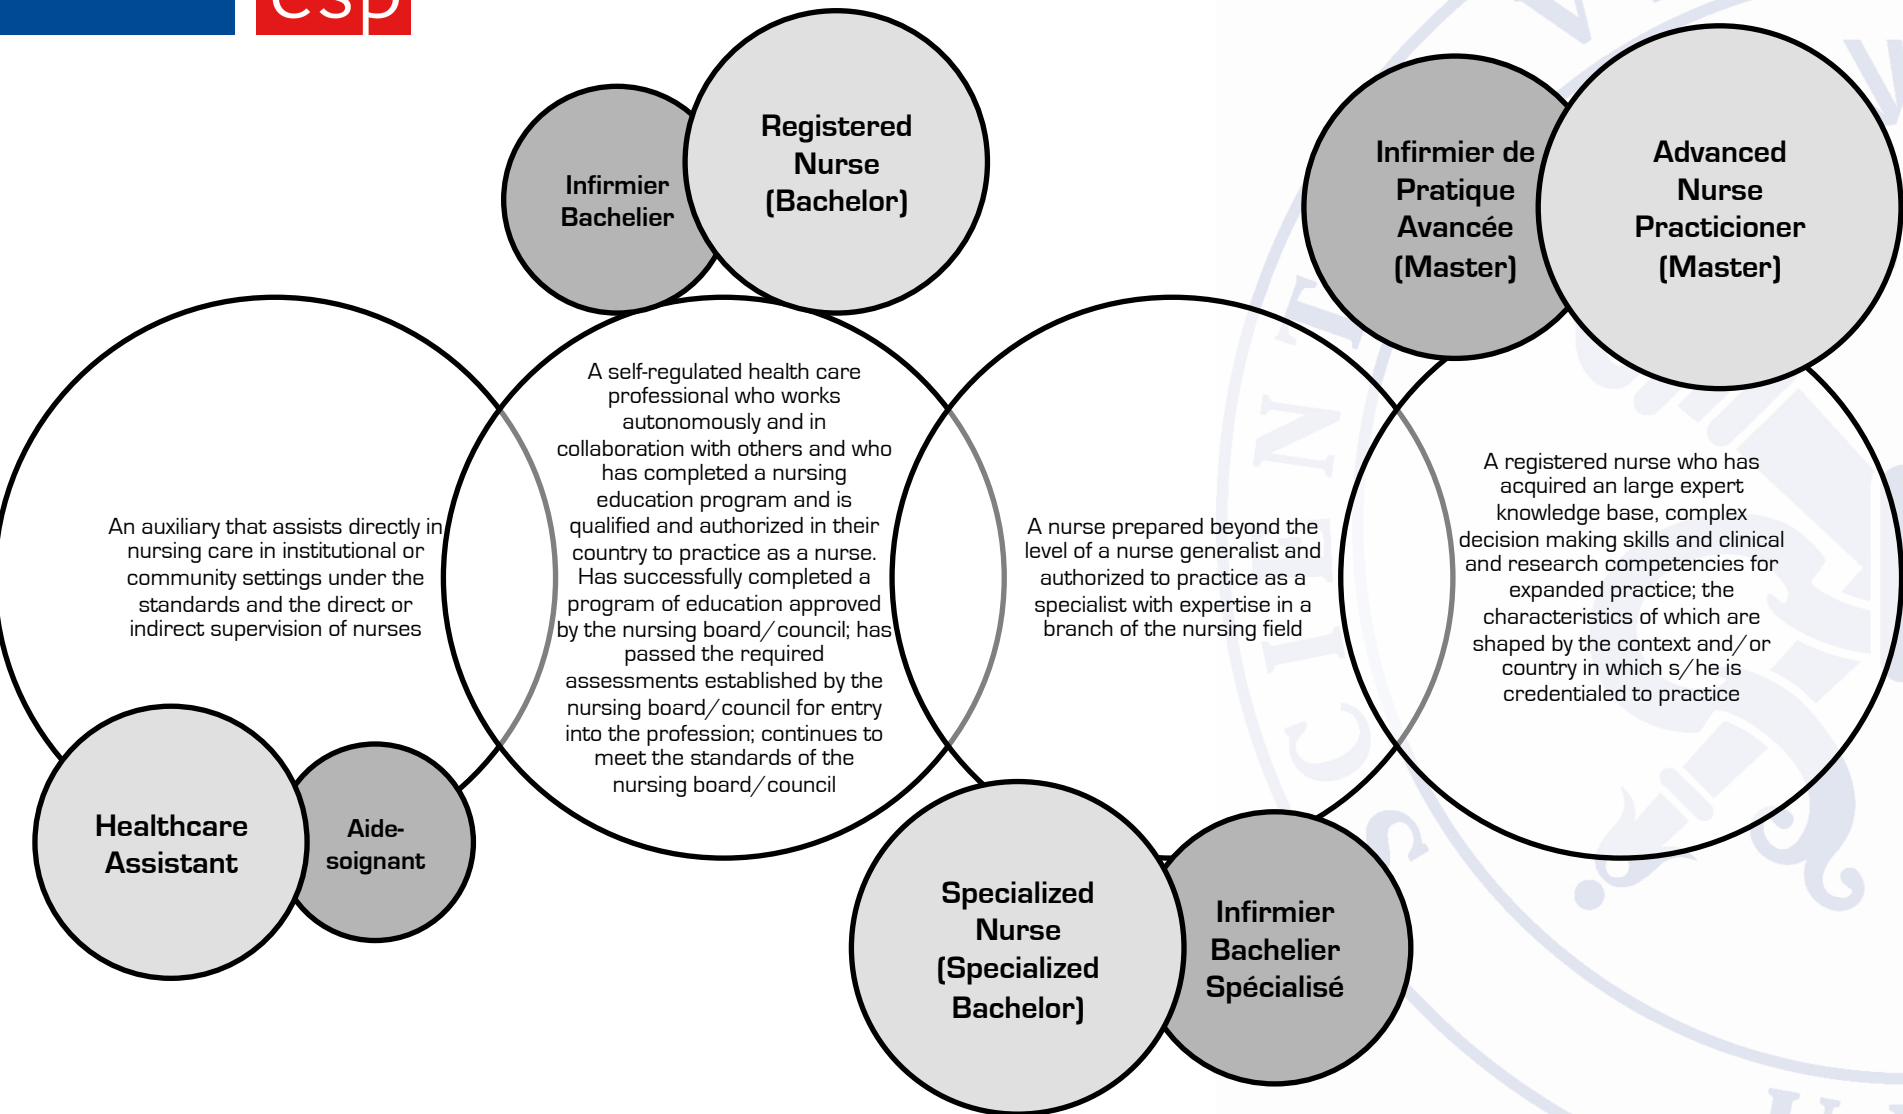 esp
Infirmier
Bachelier
Registered
Nurse
(Bachelor)
Infirmier de
Pratique
Avancée
(Master)
Advanced
Nurse
Practicioner
(Master)
An auxiliary that assists directly in
nursing care in institutional or
community settings under the
standards and the direct or
indirect supervision of nurses
Healthcare
Assistant
Aide-
soignant
A self-regulated health care
professional who works
autonomously and in
collaboration with others and who
has completed a nursing
education program and is
qualified and authorized in their
country to practice as a nurse.
Has successfully completed a
program of education approved
by the nursing board/council; has
passed the required
assessments established by the
nursing board/council for entry
into the profession; continues to
meet the standards of the
nursing board/council
A nurse prepared beyond the
level of a nurse generalist and
authorized to practice as a
specialist with expertise in a
branch of the nursing field
Specialized
Nurse
(Specialized
Bachelor)
Infirmier
Bachelier
Spécialisé
A registered nurse who has
acquired an large expert
knowledge base, complex
decision making skills and clinical
and research competencies for
expanded practice; the
characteristics of which are
shaped by the context and/or
country in which s/he is
credentialed to practice
SCIENT